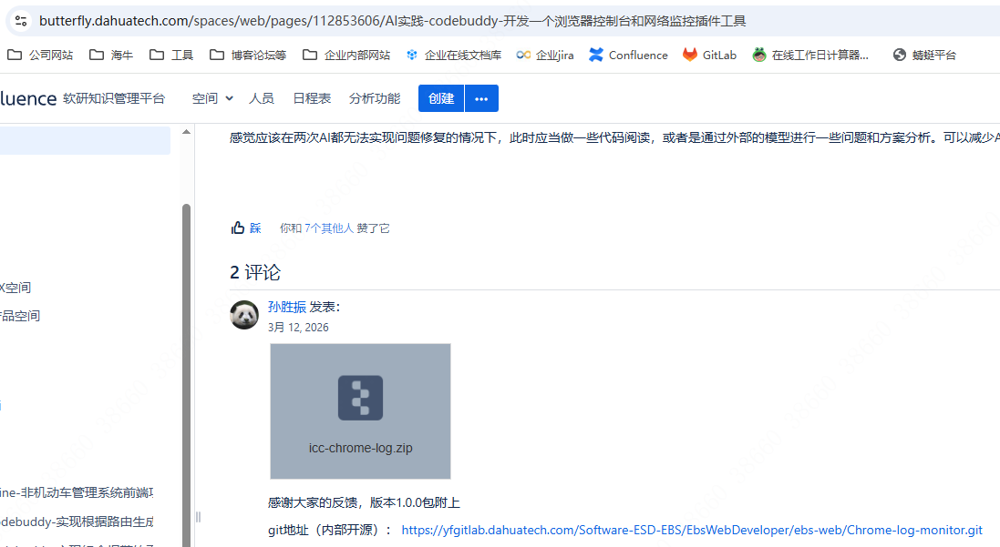 butterfly.dahuatech.com/spaces/web/pages/112853606/AI实践-codebuddy-开发一个浏览器控制台和网络监控插件工具
公司网站 海牛 工具 博客论坛等 企业内部网站 企业在线文档库 企业jira Confluence GitLab 在线工作日计算器... 蜻蜓平台
luence 软研知识管理平台 空间 人员 日程表 分析功能 创建 •••
感觉应该在两次AI都无法实现问题修复的情况下，此时应当做一些代码阅读，或者是通过外部的模型进行一些问题和方案分析。可以减少A
踩 你和 7个其他人 赞了它
2 评论
X空间
孙胜振 发表：
品空间
3月 12, 2026
icc-chrome-log.zip
ine-非机动车管理系统前端
感谢大家的反馈，版本1.0.0包附上
odebuddy-实现根据路由生成
git地址（内部开源）： https://yfgitlab.dahuatech.com/Software-ESD-EBS/EbsWebDeveloper/ebs-web/Chrome-log-monitor.git